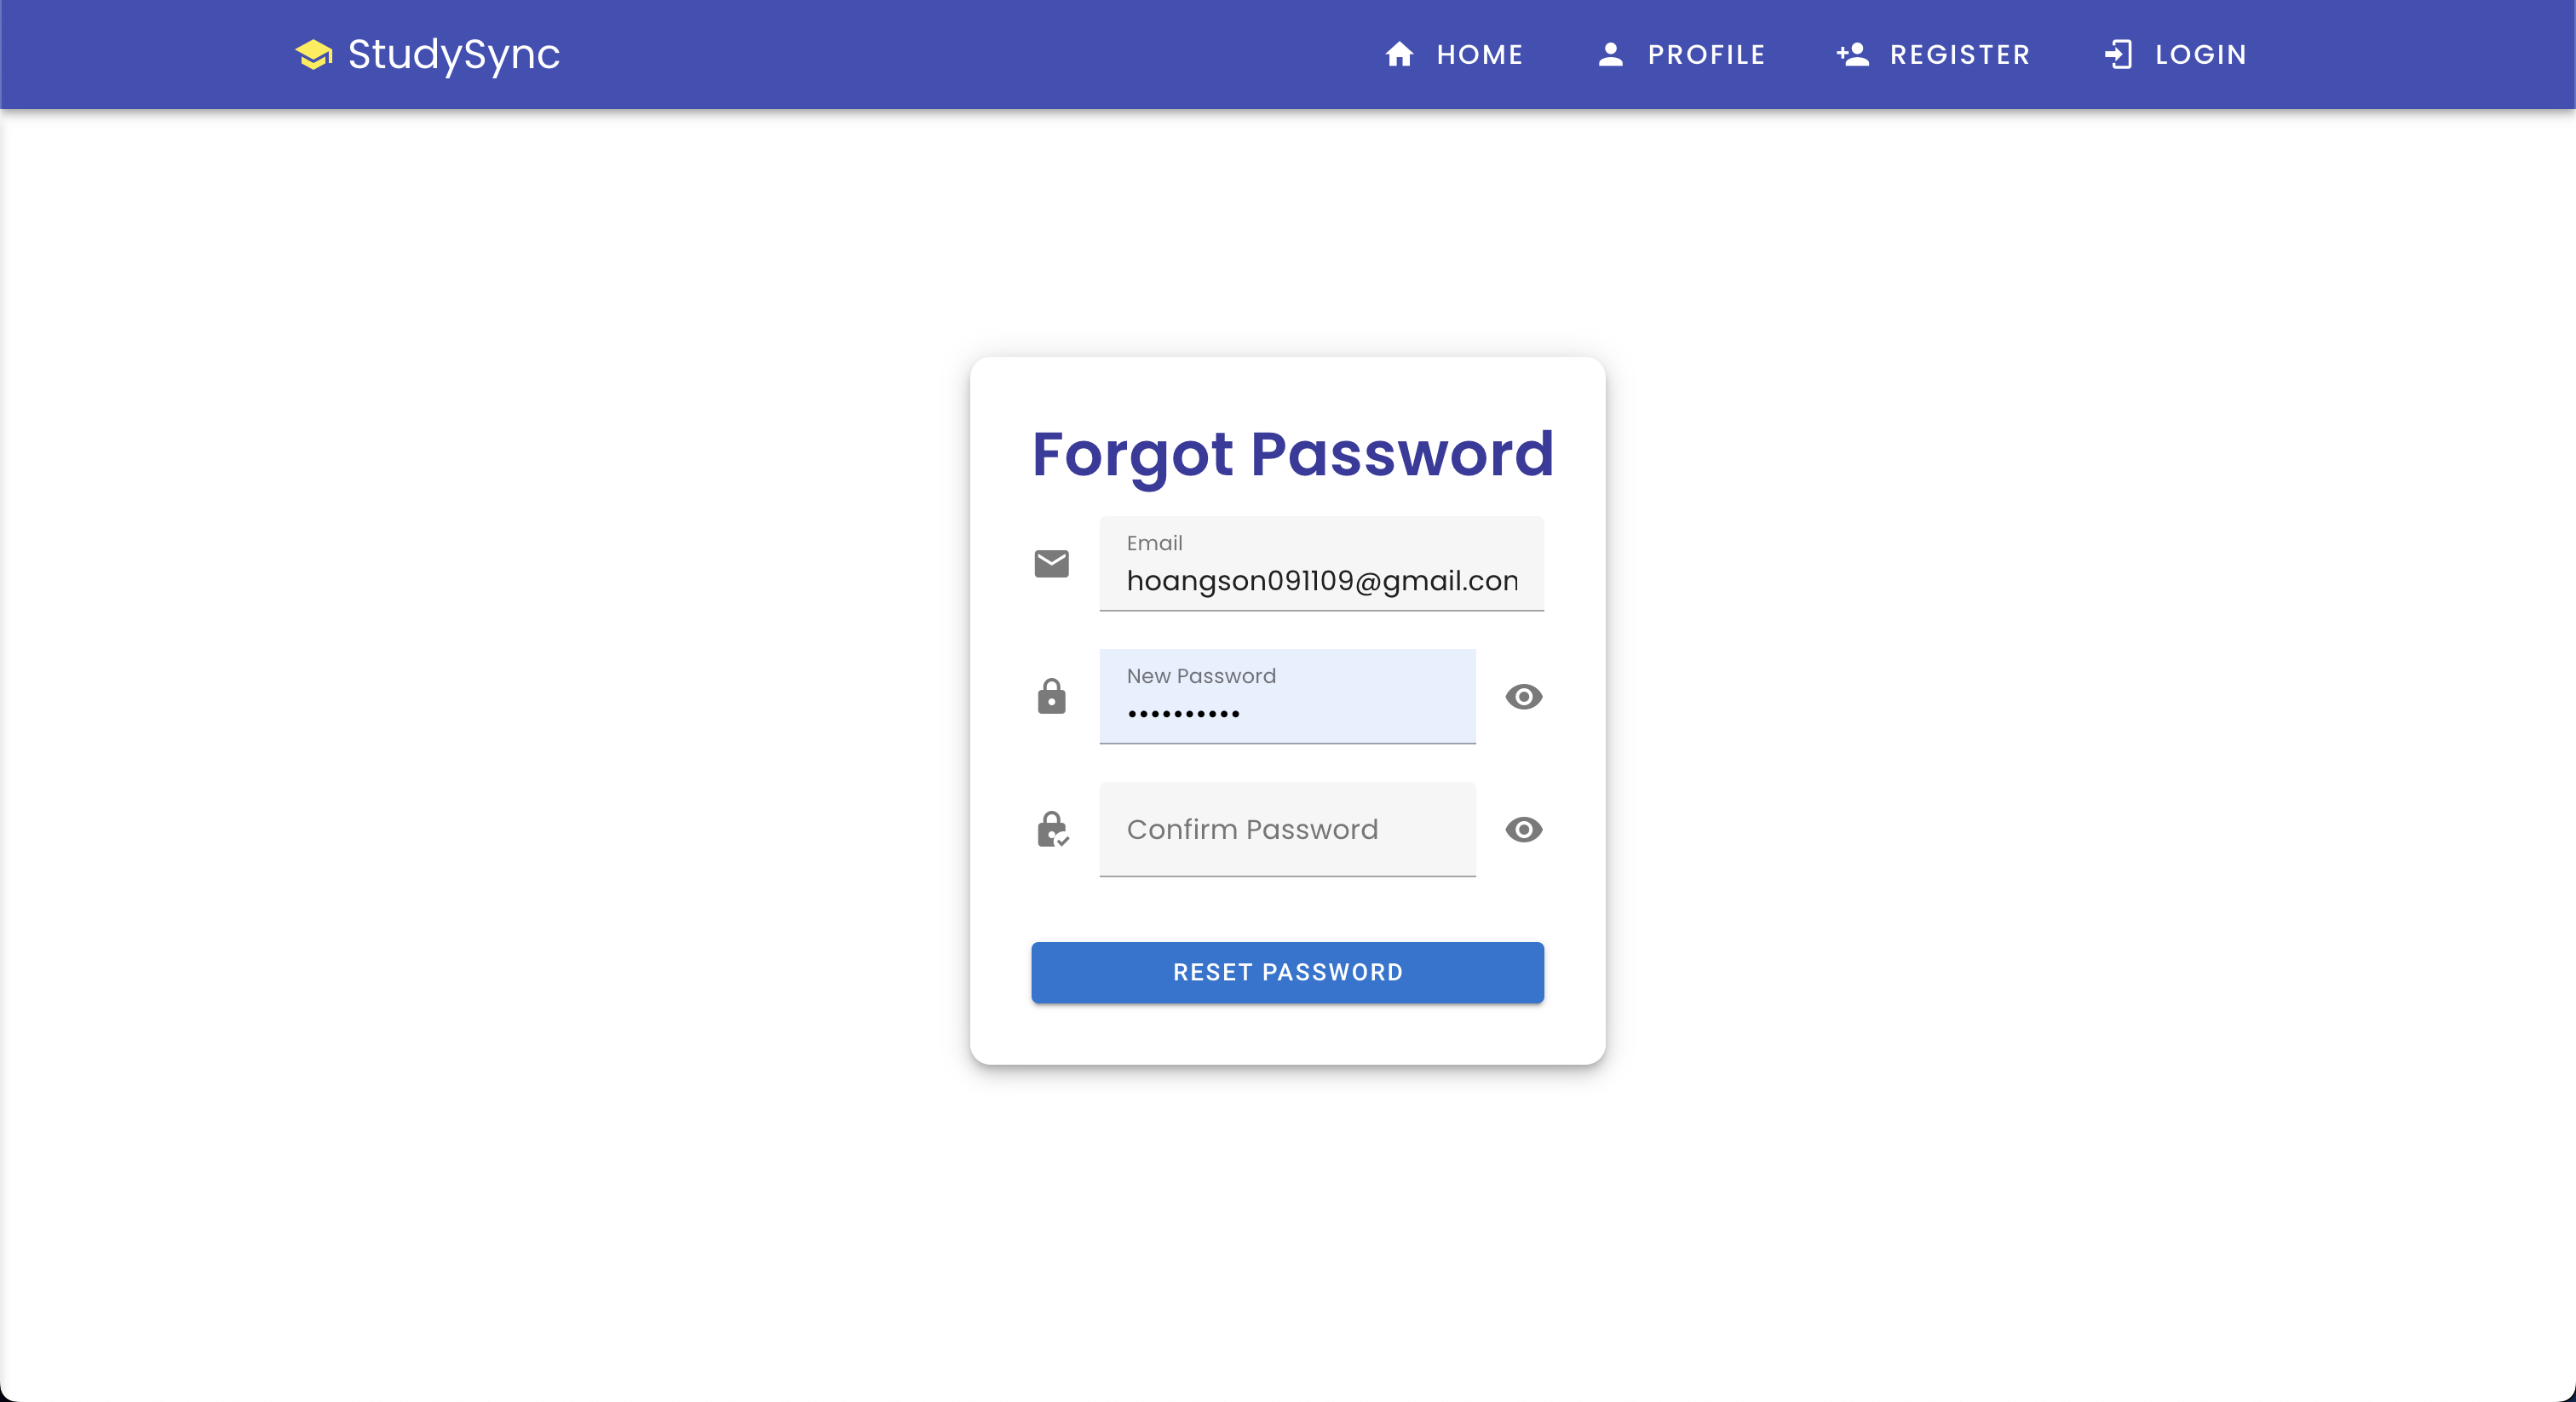 StudySync
HOME PROFILE REGISTER LOGIN
Forgot Password
Email
hoangson091109@gmail.con
New Password
••••••••••
Confirm Password
RESET PASSWORD